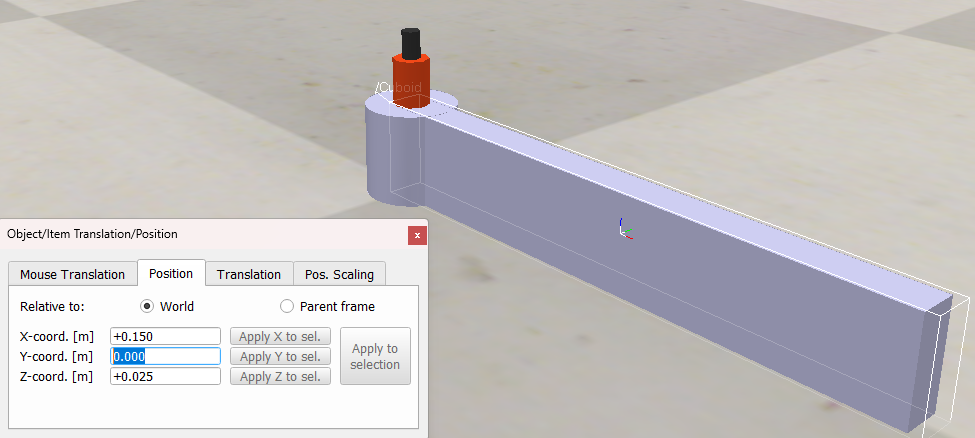 /Cuboid
Object/Item Translation/Position
x
Mouse Translation Position Translation Pos. Scaling
Relative to: World Parent frame
X-coord. [m] +0.150 Apply X to sel.
Y-coord. [m] 0.000 Apply Y to sel.
Z-coord. [m] +0.025 Apply Z to sel.
Apply to
selection